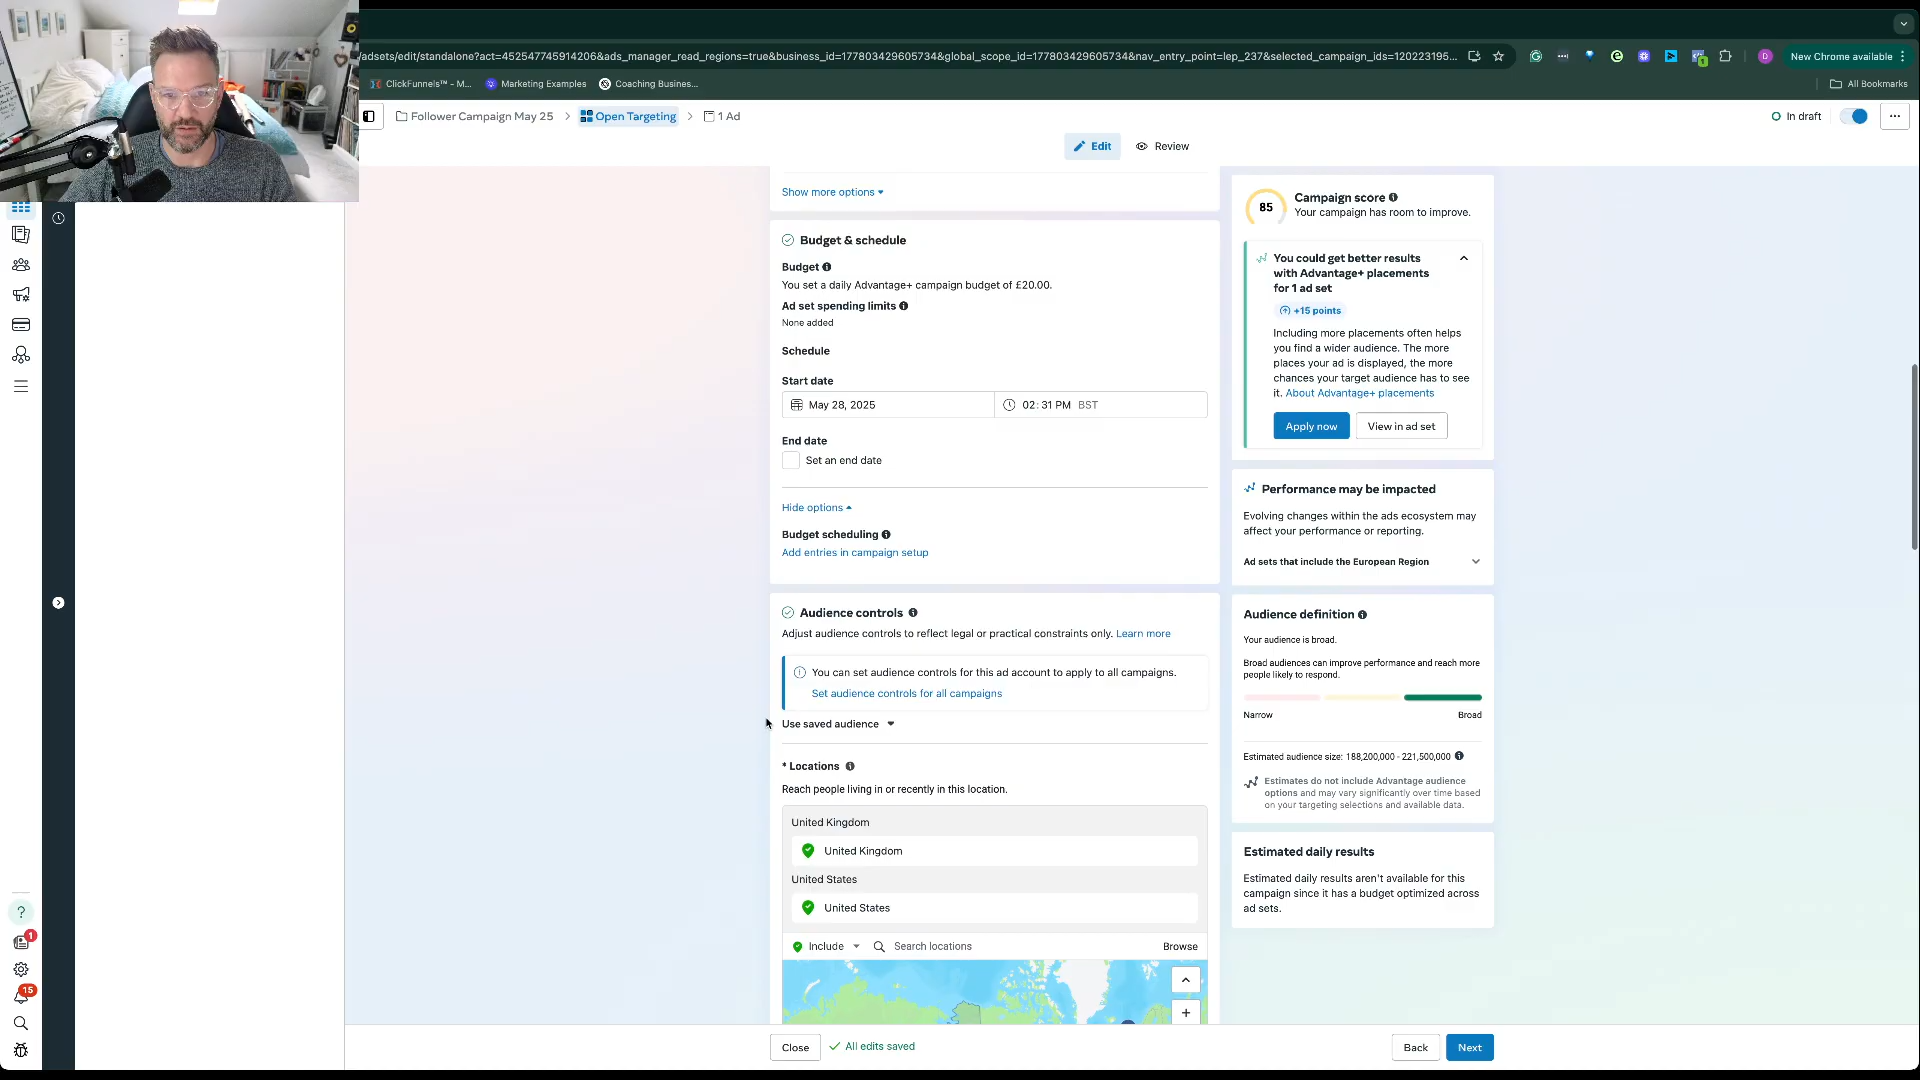 /adsets/edit/standalone?act=452547745914206&ads_manager_read_regions=true&business_id=177803429605734&global_scope_id=177803429605734&nav_entry_point=lep_237&selected_campaign_ids=120223195...
New Chrome available
ClickFunnels™ - M...
Marketing Examples
Coaching Busines...
All Bookmarks
Follower Campaign May 25
Open Targeting
1 Ad
In draft
Edit
Review
Show more options
Budget & schedule
Budget
You set a daily Advantage+ campaign budget of £20.00.
Ad set spending limits
None added
Schedule
Start date
May 28, 2025
02:31 PM BST
End date
Set an end date
Hide options
Budget scheduling
Add entries in campaign setup
Audience controls
Adjust audience controls to reflect legal or practical constraints only. Learn more
You can set audience controls for this ad account to apply to all campaigns.
Set audience controls for all campaigns
Use saved audience
* Locations
Reach people living in or recently in this location.
United Kingdom
United Kingdom
United States
United States
Include
Search locations
Browse
85
Campaign score
Your campaign has room to improve.
You could get better results
with Advantage+ placements
for 1 ad set
+15 points
Including more placements often helps
you find a wider audience. The more
places your ad is displayed, the more
chances your target audience has to see
it. About Advantage+ placements
Apply now
View in ad set
Performance may be impacted
Evolving changes within the ads ecosystem may
affect your performance or reporting.
Ad sets that include the European Region
Audience definition
Your audience is broad.
Broad audiences can improve performance and reach more
people likely to respond.
Narrow
Broad
Estimated audience size: 188,200,000 - 221,500,000
Estimates do not include Advantage audience
options and may vary significantly over time based
on your targeting selections and available data.
Estimated daily results
Estimated daily results aren't available for this
campaign since it has a budget optimized across
ad sets.
1
15
Close
All edits saved
Back
Next